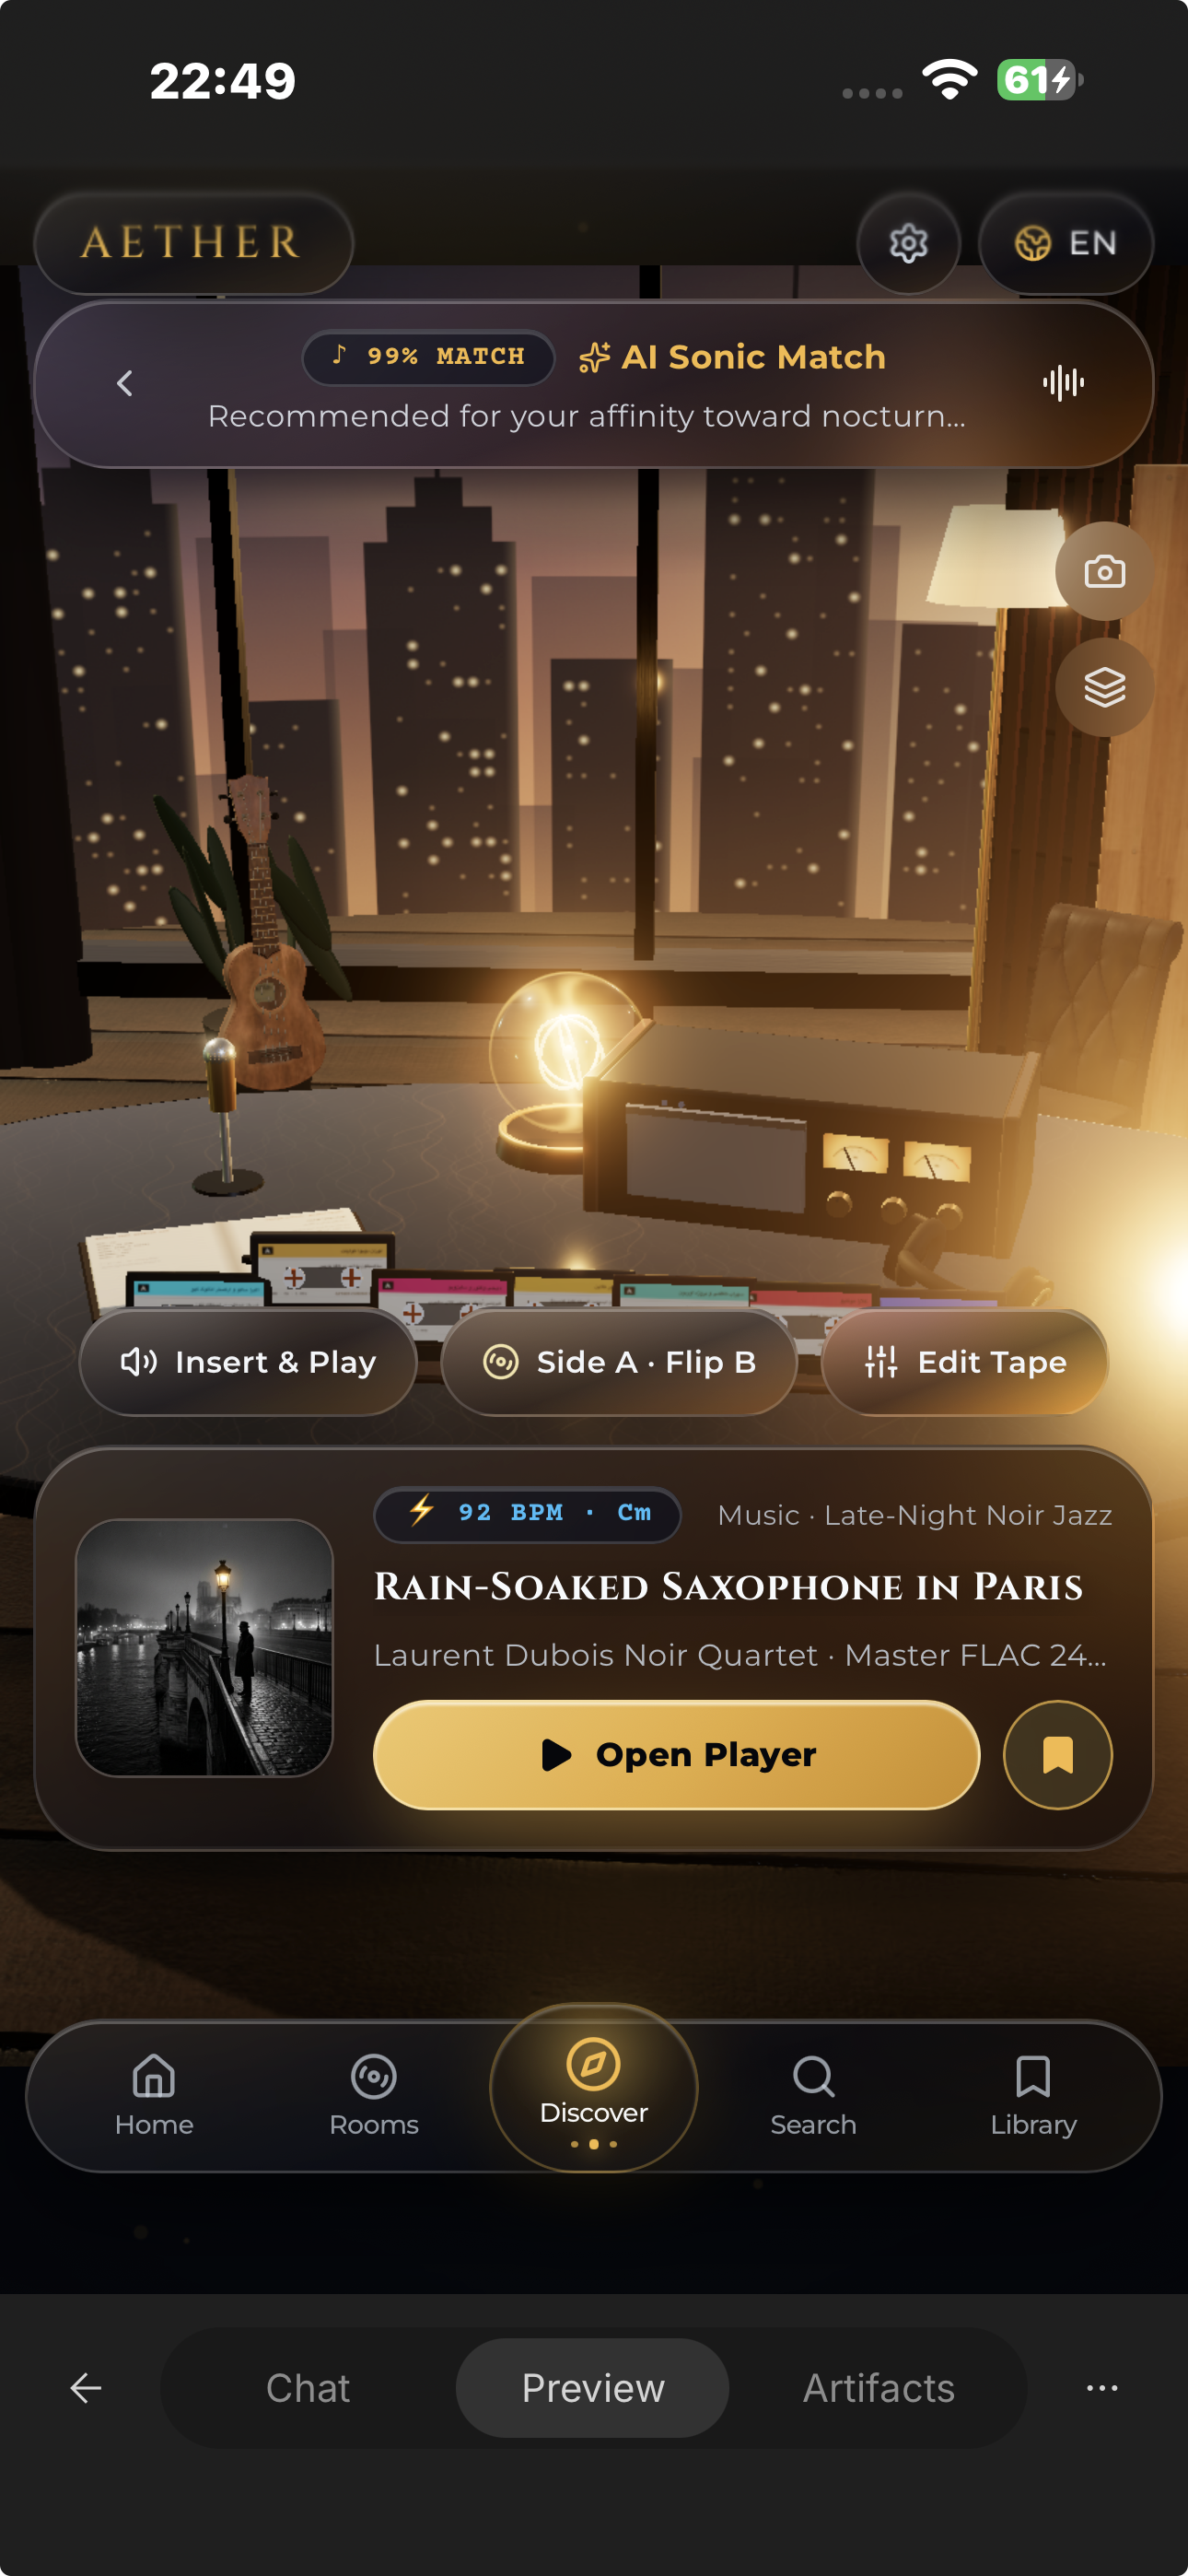 22:49
61
AETHER
EN
♪ 99% MATCH
AI Sonic Match
Recommended for your affinity toward nocturn...
Insert & Play
Side A · Flip B
Edit Tape
⚡ 92 BPM · Cm
Music · Late-Night Noir Jazz
Rain-Soaked Saxophone in Paris
Laurent Dubois Noir Quartet · Master FLAC 24...
Open Player
Home
Rooms
Discover
Search
Library
Chat
Preview
Artifacts